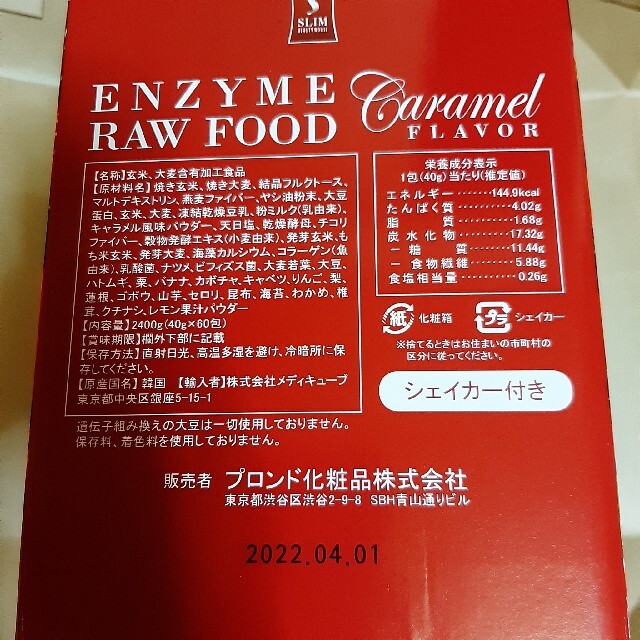 SLIM
BEAUTY HOUSE
ENZYME
RAW FOOD
Caramel
FLAVOR
【名称】玄米、大麦含有加工食品
【原材料名】焼き玄米、焼き大麦、結晶フルクトース、
マルトデキストリン、燕麦ファイバー、ヤシ油粉末、大豆
蛋白、玄米、大麦、凍結乾燥豆乳、粉ミルク(乳由来)、
キャラメル風味パウダー、天日塩、乾燥酵母、チコリ
ファイバー、穀物発酵エキス(小麦由来)、発芽玄米、も
ち米玄米、発芽大麦、海藻カルシウム、コラーゲン(魚
由来)、乳酸菌、ナツメ、ビフィズス菌、大麦若葉、大豆、
ハトムギ、栗、バナナ、カボチャ、キャベツ、りんご、梨、
蓮根、ゴボウ、山芋、セロリ、昆布、海苔、わかめ、椎
茸、クチナシ、レモン果汁パウダー
【内容量】2400g(40g×60包)
【賞味期限】欄外下部に記載
【保存方法】直射日光、高温多湿を避け、冷暗所に保
存してください。
【原産国名】韓国 【輸入者】株式会社メディキューブ
東京都中央区銀座5-15-1
遺伝子組み換えの大豆は一切使用しておりません。
保存料、着色料を使用しておりません。
栄養成分表示
1包(40g)当たり(推定値)
エネルギー………144.9kcal
たんぱく質………4.02g
脂 質………1.68g
炭水化物………17.32g
－糖 質………11.44g
－食物繊維………5.88g
食塩相当量………0.26g
紙 化粧箱
プラ シェイカー
※捨てるときはお住まいの市町村の
区分に従ってください。
シェイカー付き
販売者 ブロンド化粧品株式会社
東京都渋谷区渋谷2-9-8 SBH青山通りビル
2022.04.01